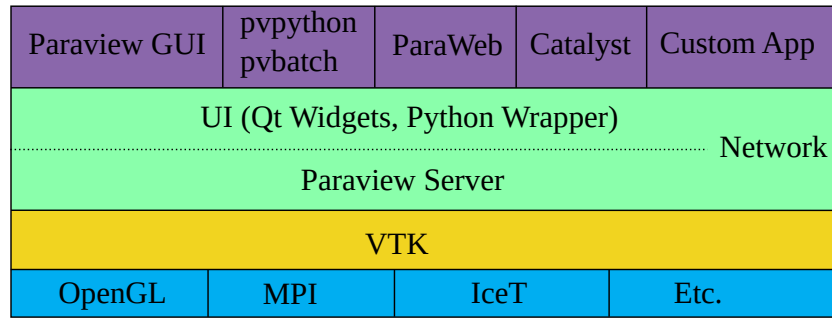 Paraview GUI
pvpython
pvbatch
ParaWeb
Catalyst
Custom App
UI (Qt Widgets, Python Wrapper)
Network
Paraview Server
VTK
OpenGL
MPI
IceT
Etc.